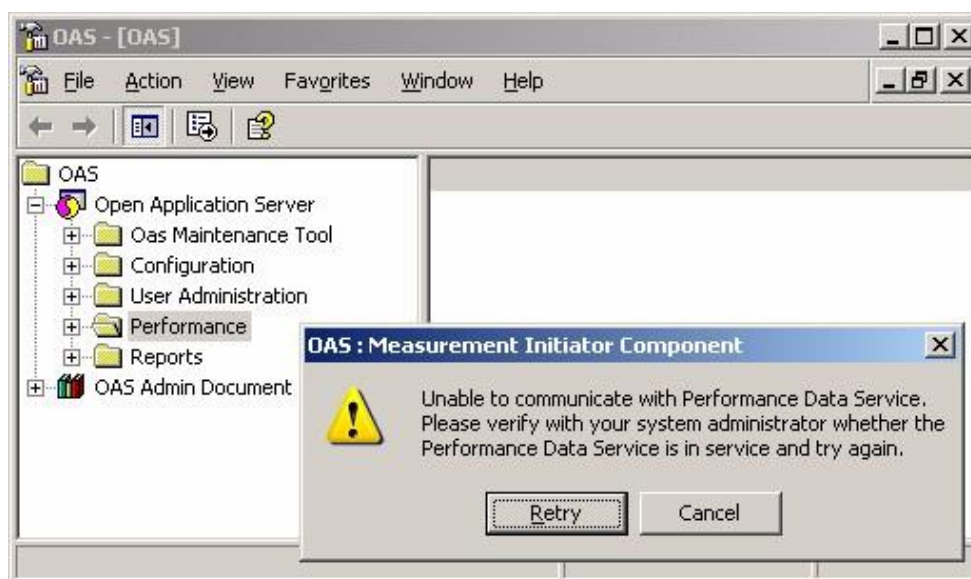 OAS - [OAS]
File Action View Favorites Window Help
OAS
Open Application Server
Oas Maintenance Tool
Configuration
User Administration
Performance
Reports
OAS Admin Document
OAS : Measurement Initiator Component
Unable to communicate with Performance Data Service.
Please verify with your system administrator whether the
Performance Data Service is in service and try again.
Retry Cancel